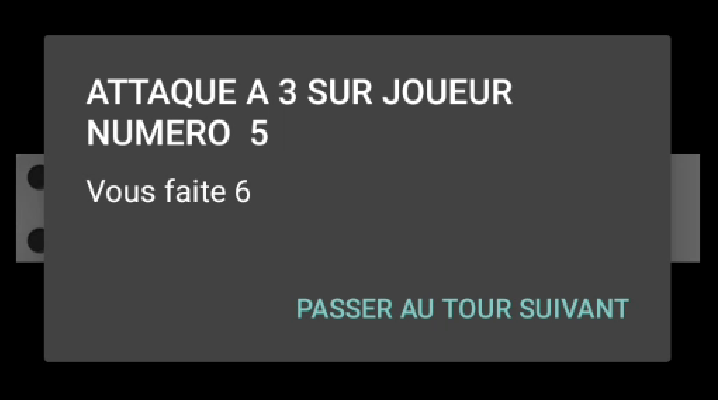 ATTAQUE A 3 SUR JOUEUR
NUMERO  5
Vous faite 6
PASSER AU TOUR SUIVANT